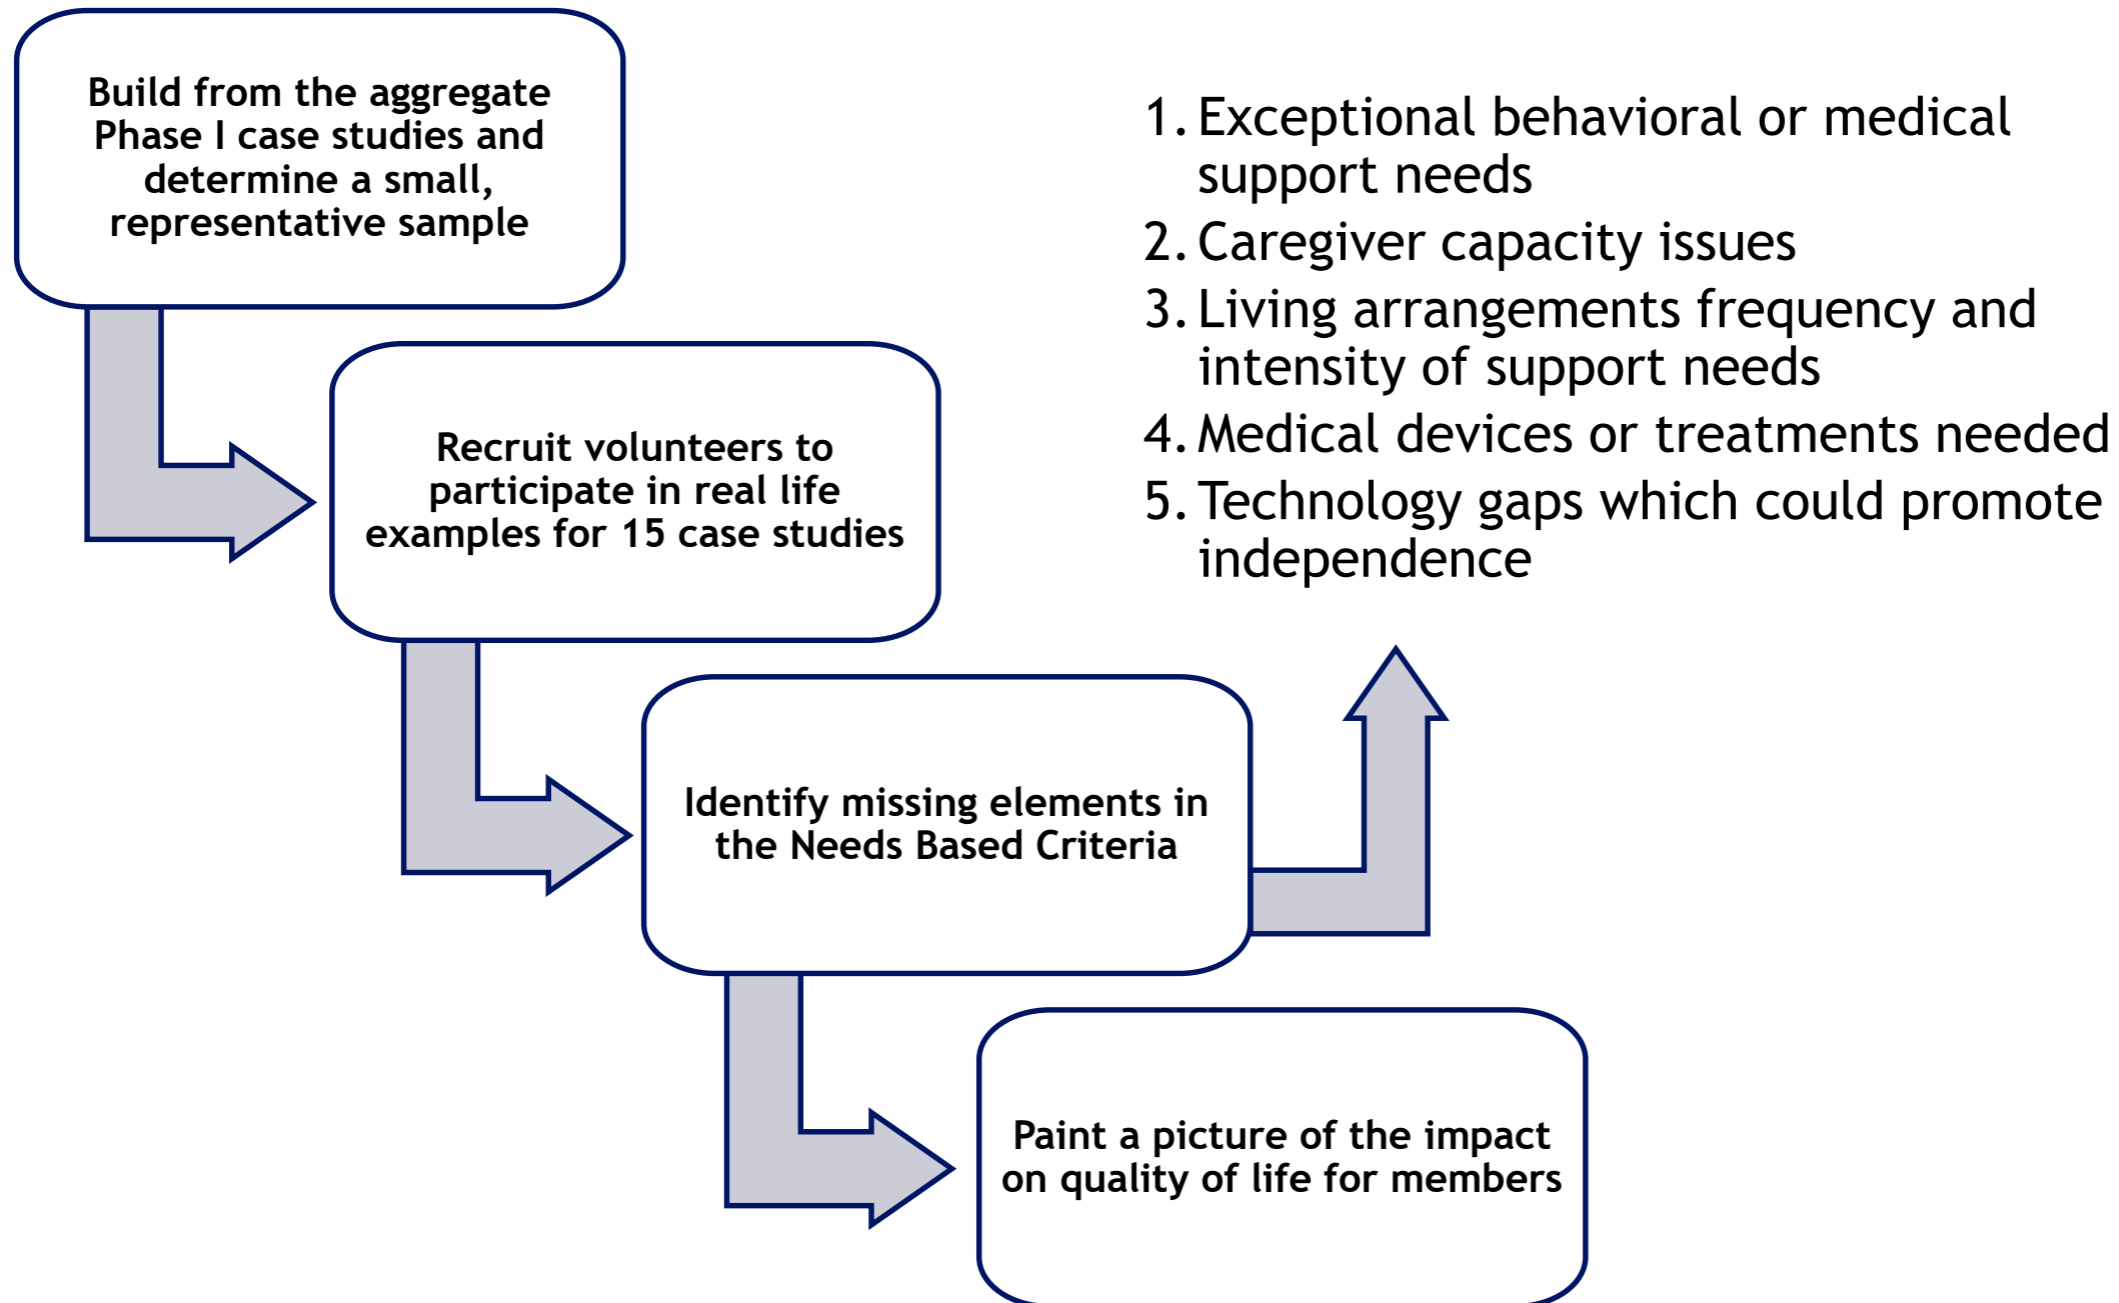 Build from the aggregate
Phase I case studies and
determine a small,
representative sample
Recruit volunteers to
participate in real life
examples for 15 case studies
Identify missing elements in
the Needs Based Criteria
Paint a picture of the impact
on quality of life for members
1. Exceptional behavioral or medical
support needs
2. Caregiver capacity issues
3. Living arrangements frequency and
intensity of support needs
4. Medical devices or treatments needed
5. Technology gaps which could promote
independence